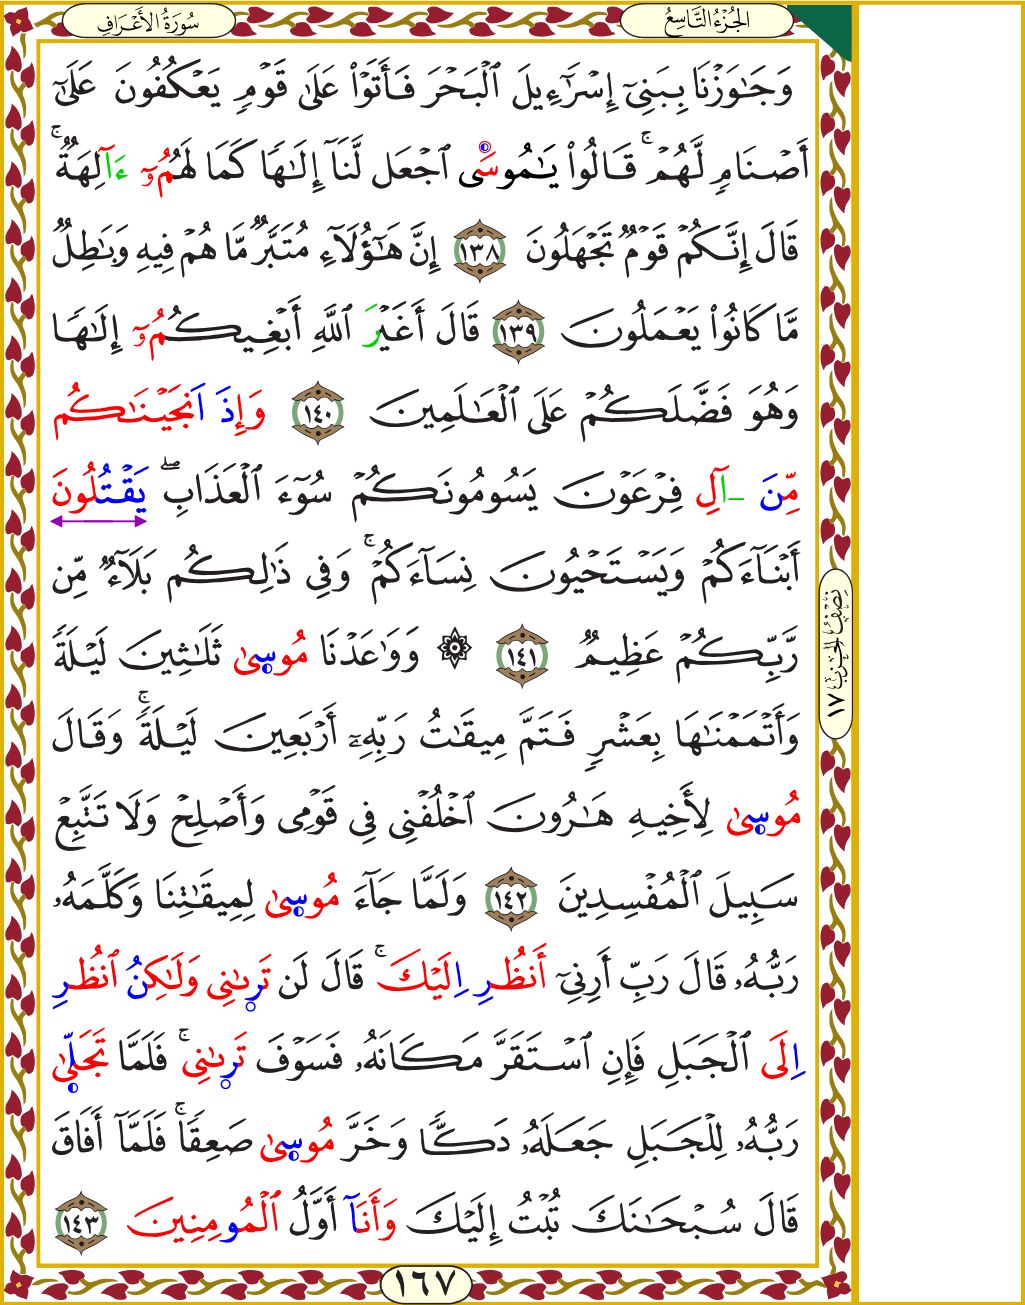 الجُزْءُ التَّاسِعُ
سُورَةُ الأَعْرَافِ
وَجَـٰوَزْنَا بِبَنِىٓ إِسْرَٰٓءِيلَ ٱلْبَحْرَ فَأَتَوْا۟ عَلَىٰ قَوْمٍ يَعْكُفُونَ عَلَىٰٓ
أَصْنَامٍ لَّهُمْ ۚ قَالُوا۟ يَـٰمُوسَى ٱجْعَل لَّنَآ إِلَـٰهًا كَمَا لَهُمُۥٓ ءَالِهَةٌ ۚ
قَالَ إِنَّكُمْ قَوْمٌ تَجْهَلُونَ ١٣٨ إِنَّ هَـٰٓؤُلَآءِ مُتَبَّرٌ مَّا هُمْ فِيهِ وَبَـٰطِلٌ
مَّا كَانُوا۟ يَعْمَلُونَ ١٣٩ قَالَ أَغَيْرَ ٱللَّهِ أَبْغِيكُمُۥٓ إِلَـٰهًا
وَهُوَ فَضَّلَكُمْ عَلَى ٱلْعَـٰلَمِينَ ١٤٠ وَإِذَ اَنجَيْنَـٰكُم
مِّنَ ـاَلِ فِرْعَوْنَ يَسُومُونَكُمْ سُوٓءَ ٱلْعَذَابِ ۖ يَقْتُلُونَ
أَبْنَآءَكُمْ وَيَسْتَحْيُونَ نِسَآءَكُمْ ۚ وَفِى ذَٰلِكُم بَلَآءٌ مِّن
رَّبِّكُمْ عَظِيمٌ ١٤١ ۞ وَوَٰعَدْنَا مُوسِىٰ ثَلَـٰثِينَ لَيْلَةً
وَأَتْمَمْنَـٰهَا بِعَشْرٍ فَتَمَّ مِيقَـٰتُ رَبِّهِۦٓ أَرْبَعِينَ لَيْلَةً ۚ وَقَالَ
مُوسِىٰ لِأَخِيهِ هَـٰرُونَ ٱخْلُفْنِى فِى قَوْمِى وَأَصْلِحْ وَلَا تَتَّبِعْ
سَبِيلَ ٱلْمُفْسِدِينَ ١٤٢ وَلَمَّا جَآءَ مُوسِىٰ لِمِيقَـٰتِنَا وَكَلَّمَهُۥ
رَبُّهُۥ قَالَ رَبِّ أَرِنِىٓ أَنظُرِ اِلَيْكَ ۚ قَالَ لَن تَرِىٰنِى وَلَـٰكِنُ ٱنظُرِ
اِلَى ٱلْجَبَلِ فَإِنِ ٱسْتَقَرَّ مَكَانَهُۥ فَسَوْفَ تَرِىٰنِى ۚ فَلَمَّا تَجَلِّىٰ
رَبُّهُۥ لِلْجَبَلِ جَعَلَهُۥ دَكًّا وَخَرَّ مُوسِىٰ صَعِقًا ۚ فَلَمَّآ أَفَاقَ
قَالَ سُبْحَـٰنَكَ تُبْتُ إِلَيْكَ وَأَنَآ أَوَّلُ ٱلْمُومِنِينَ ١٤٣
نِصْفُ الحِزْبِ ١٧
١٦٧